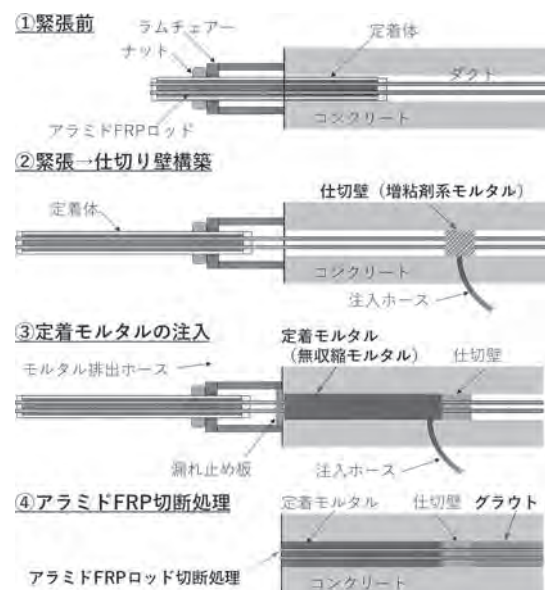 ①緊張前
ラムチェアー
ナット
定着体
ダクト
アラミドFRPロッド
コンクリート
②緊張→仕切り壁構築
定着体
仕切壁（増粘剤系モルタル）
コンクリート
注入ホース
③定着モルタルの注入
定着モルタル
（無収縮モルタル）
仕切壁
モルタル排出ホース
漏れ止め板
注入ホース
④アラミドFRP切断処理
定着モルタル
仕切壁
グラウト
アラミドFRPロッド切断処理
コンクリート